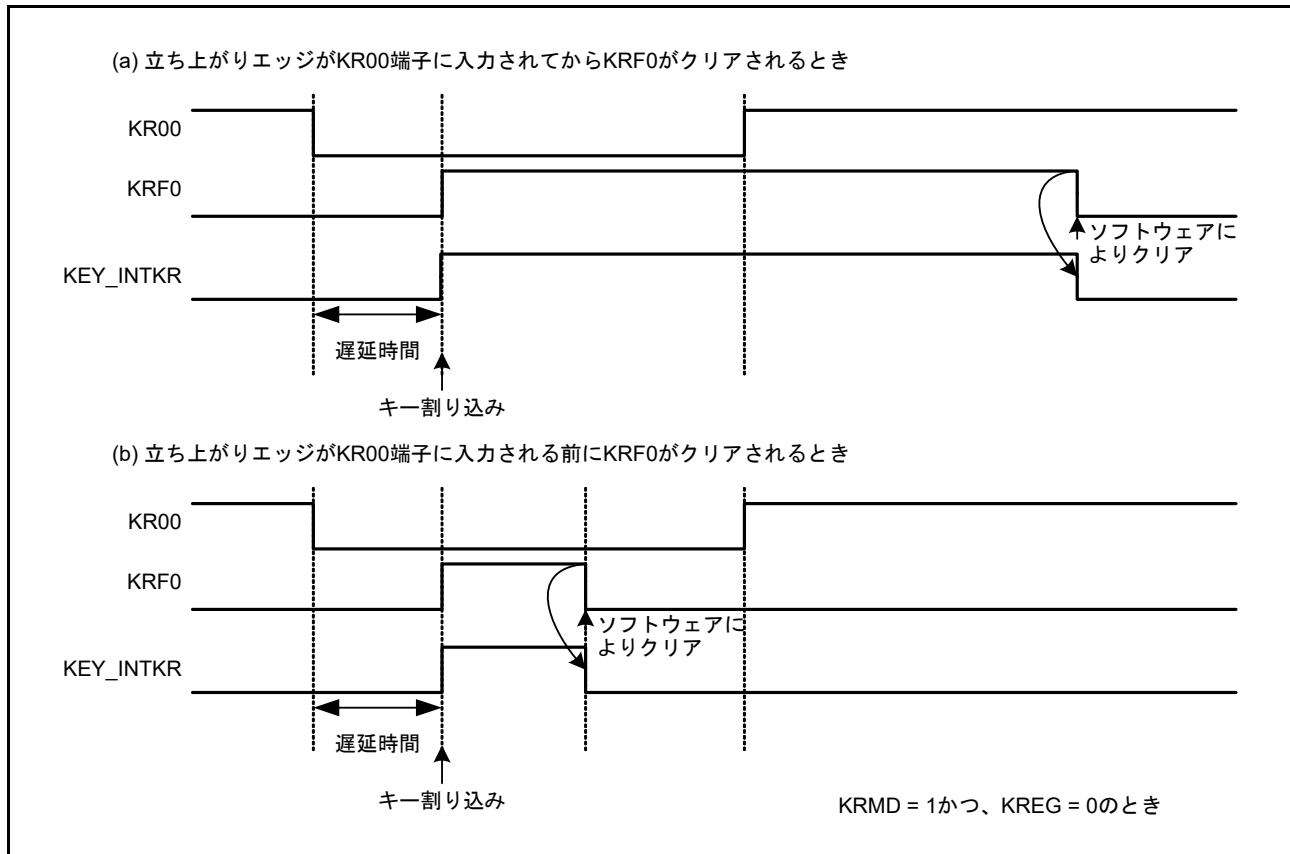 (a) 立ち上がりエッジがKR00端子に入力されてからKRF0がクリアされるとき
KR00
KRF0
ソフトウェアに
よりクリア
KEY_INTKR
遅延時間
キー割り込み
(b) 立ち上がりエッジがKR00端子に入力される前にKRF0がクリアされるとき
KR00
KRF0
ソフトウェアに
よりクリア
KEY_INTKR
遅延時間
キー割り込み
KRMD = 1かつ、KREG = 0のとき